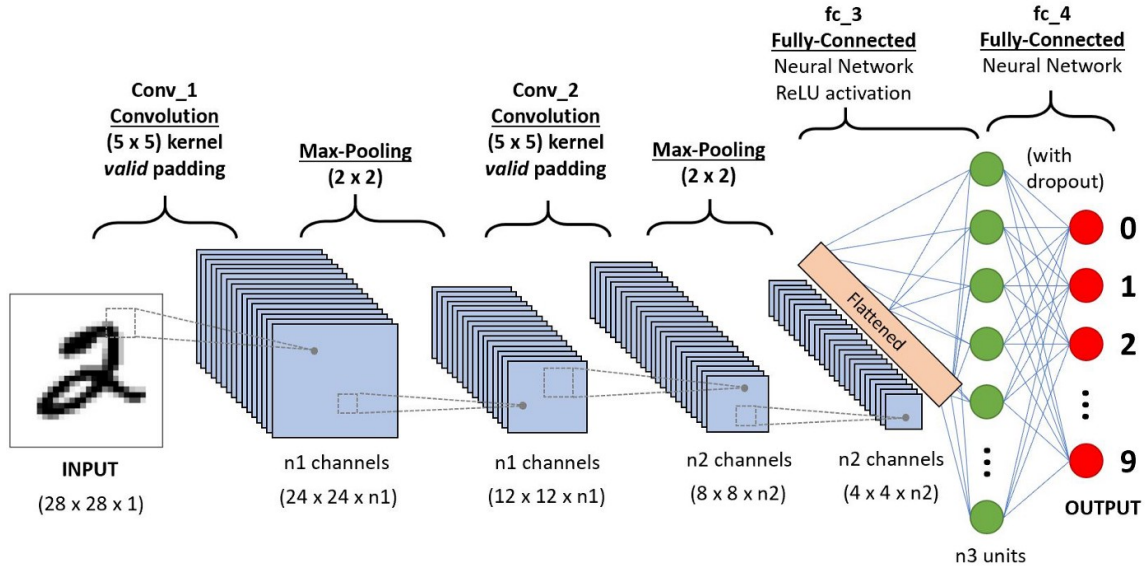 fc_3
Fully-Connected
Neural Network
ReLU activation
fc_4
Fully-Connected
Neural Network
Conv_1
Convolution
(5 x 5) kernel
valid padding
Max-Pooling
(2 x 2)
Conv_2
Convolution
(5 x 5) kernel
valid padding
Max-Pooling
(2 x 2)
(with
dropout)
Flattened
0
1
2
9
2
INPUT
(28 x 28 x 1)
n1 channels
(24 x 24 x n1)
n1 channels
(12 x 12 x n1)
n2 channels
(8 x 8 x n2)
n2 channels
(4 x 4 x n2)
OUTPUT
n3 units